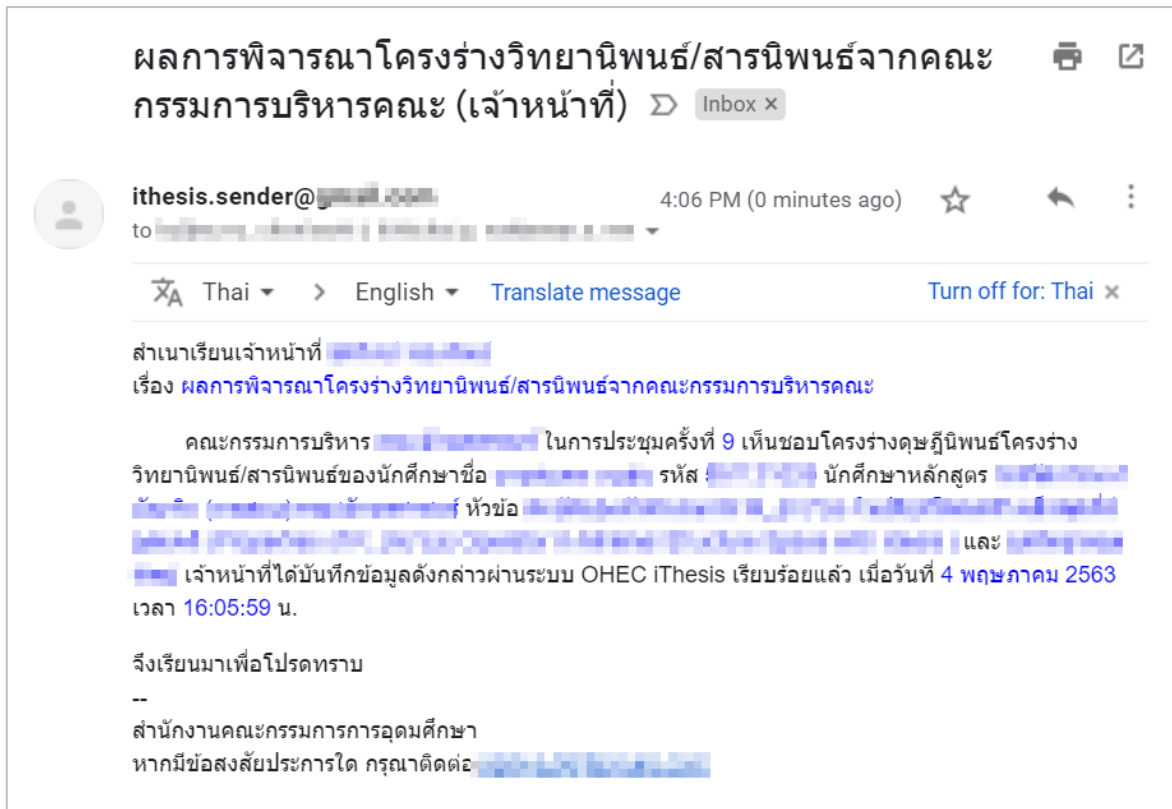 ผลการพิจารณาโครงร่างวิทยานิพนธ์/สารนิพนธ์จากคณะ
กรรมการบริหารคณะ (เจ้าหน้าที่) Inbox ×
ithesis.sender@
4:06 PM (0 minutes ago)
to
Thai > English Translate message Turn off for: Thai ×
สำเนาเรียนเจ้าหน้าที่
เรื่อง ผลการพิจารณาโครงร่างวิทยานิพนธ์/สารนิพนธ์จากคณะกรรมการบริหารคณะ
คณะกรรมการบริหาร ในการประชุมครั้งที่ 9 เห็นชอบโครงร่างดุษฎีนิพนธ์โครงร่าง
วิทยานิพนธ์/สารนิพนธ์ของนักศึกษาชื่อ รหัส นักศึกษาหลักสูตร
หัวข้อ
และ
เจ้าหน้าที่ได้บันทึกข้อมูลดังกล่าวผ่านระบบ OHEC iThesis เรียบร้อยแล้ว เมื่อวันที่ 4 พฤษภาคม 2563
เวลา 16:05:59 น.
จึงเรียนมาเพื่อโปรดทราบ
--
สำนักงานคณะกรรมการการอุดมศึกษา
หากมีข้อสงสัยประการใด กรุณาติดต่อ